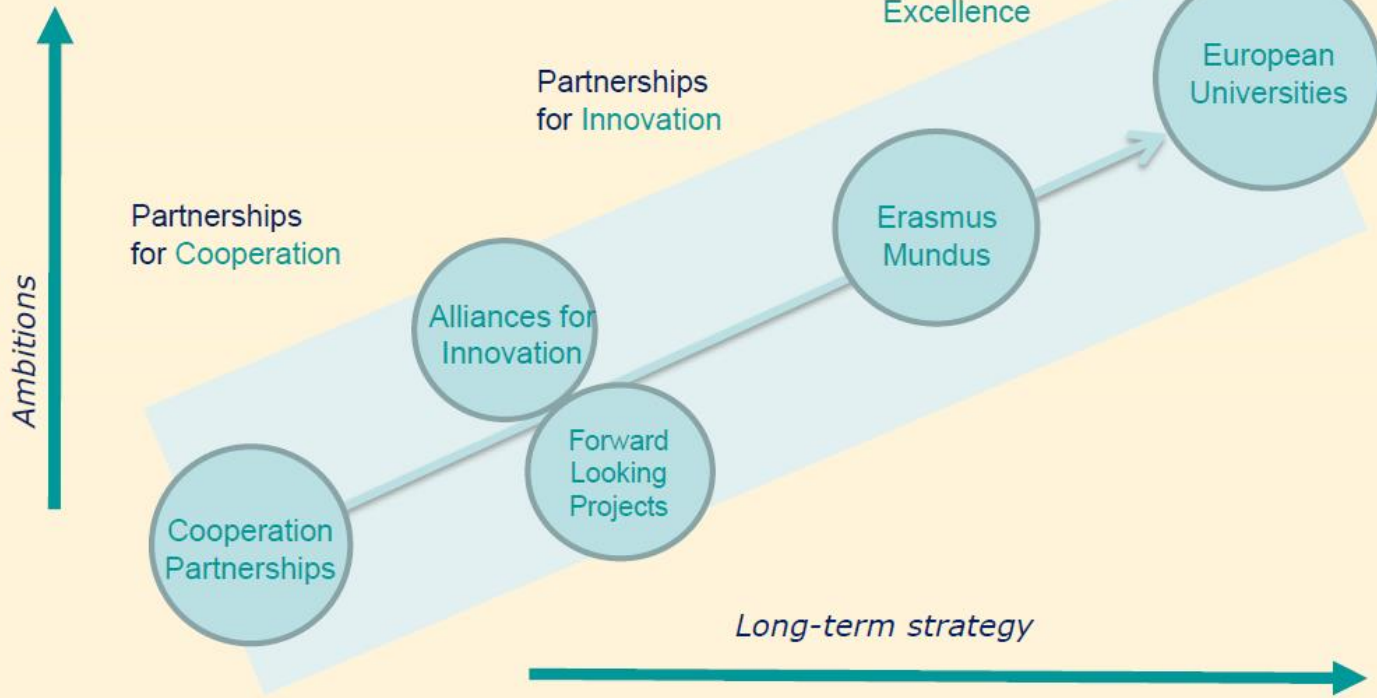 Excellence
European
Universities
Partnerships
for Innovation
Erasmus
Mundus
Partnerships
for Cooperation
Alliances for
Innovation
Forward
Looking
Projects
Cooperation
Partnerships
Ambitions
Long-term strategy